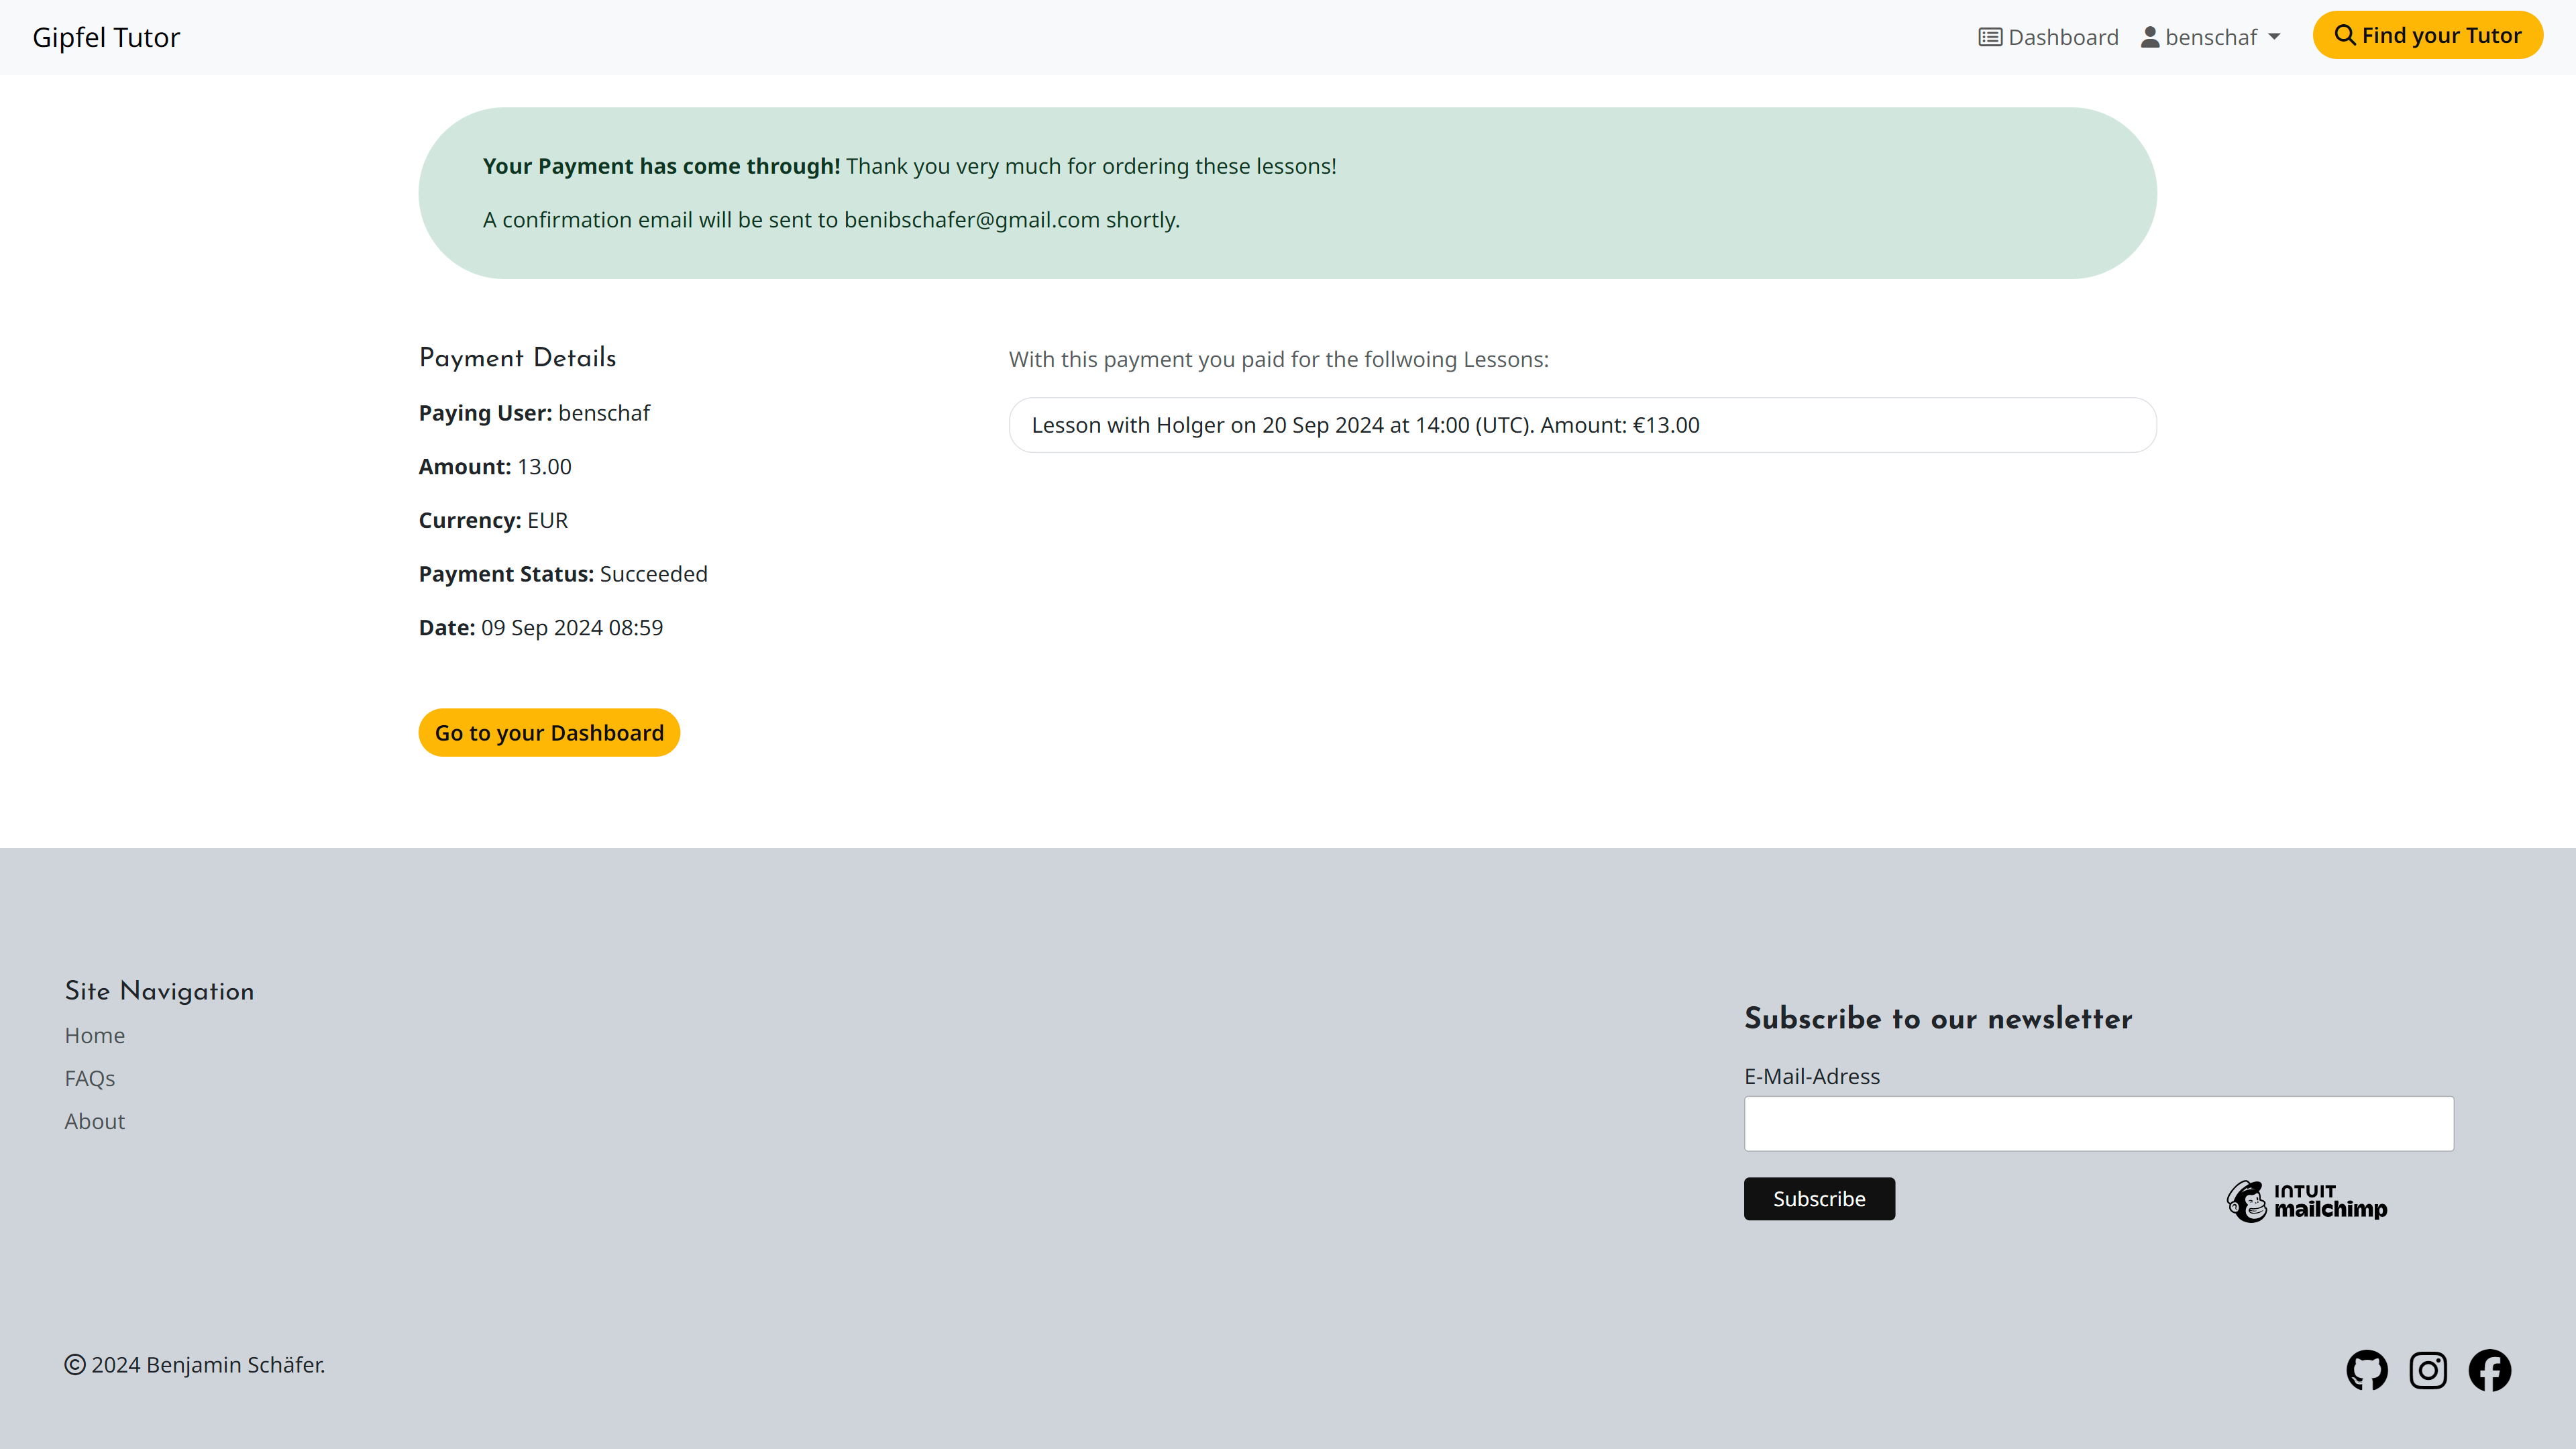 Gipfel Tutor
Dashboard
benschaf
Find your Tutor
Your Payment has come through! Thank you very much for ordering these lessons!
A confirmation email will be sent to benibschafer@gmail.com shortly.
Payment Details
Paying User: benschaf
Amount: 13.00
Currency: EUR
Payment Status: Succeeded
Date: 09 Sep 2024 08:59
Go to your Dashboard
With this payment you paid for the follwoing Lessons:
Lesson with Holger on 20 Sep 2024 at 14:00 (UTC). Amount: €13.00
Site Navigation
Home
FAQs
About
Subscribe to our newsletter
E-Mail-Adress
Subscribe
INTUIT
mailchimp
© 2024 Benjamin Schäfer.